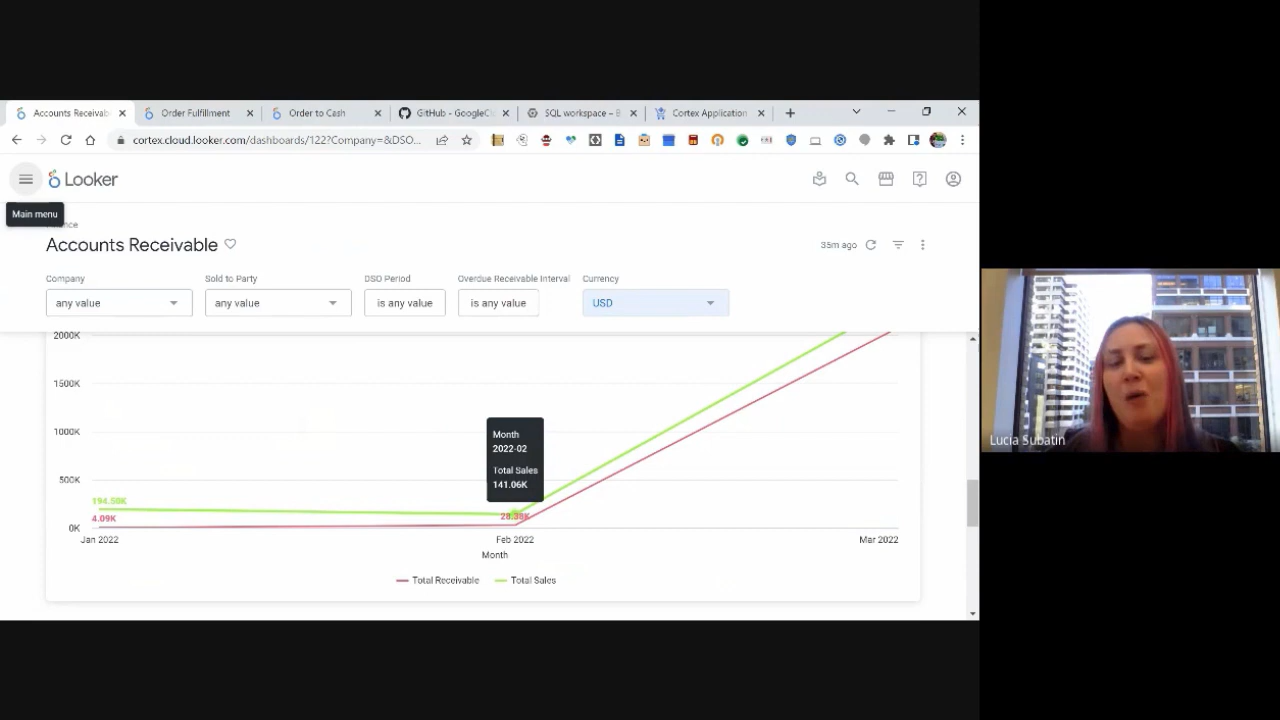 Accounts Receivab
Order Fulfillment
Order to Cash
GitHub - GoogleCl
SQL workspace – B
Cortex Application
cortex.cloud.looker.com/dashboards/122?Company=&DSO...
Looker
Main menu
Accounts Receivable
35m ago
Company
Sold to Party
DSO Period
Overdue Receivable Interval
Currency
any value
any value
is any value
is any value
USD
2000K
1500K
1000K
500K
0K
194.59K
4.09K
28.38K
Month
2022-02
Total Sales
141.06K
Jan 2022
Feb 2022
Mar 2022
Month
Total Receivable
Total Sales
Lucia Subatin